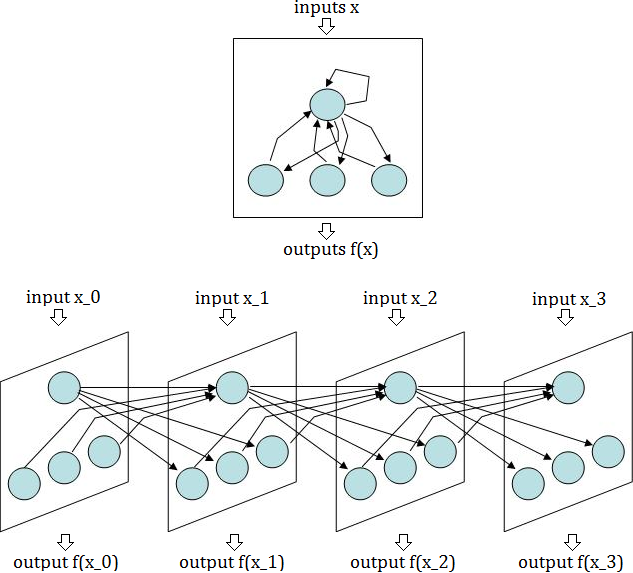 inputs x
outputs f(x)
input x_0
input x_1
input x_2
input x_3
output f(x_0)
output f(x_1)
output f(x_2)
output f(x_3)